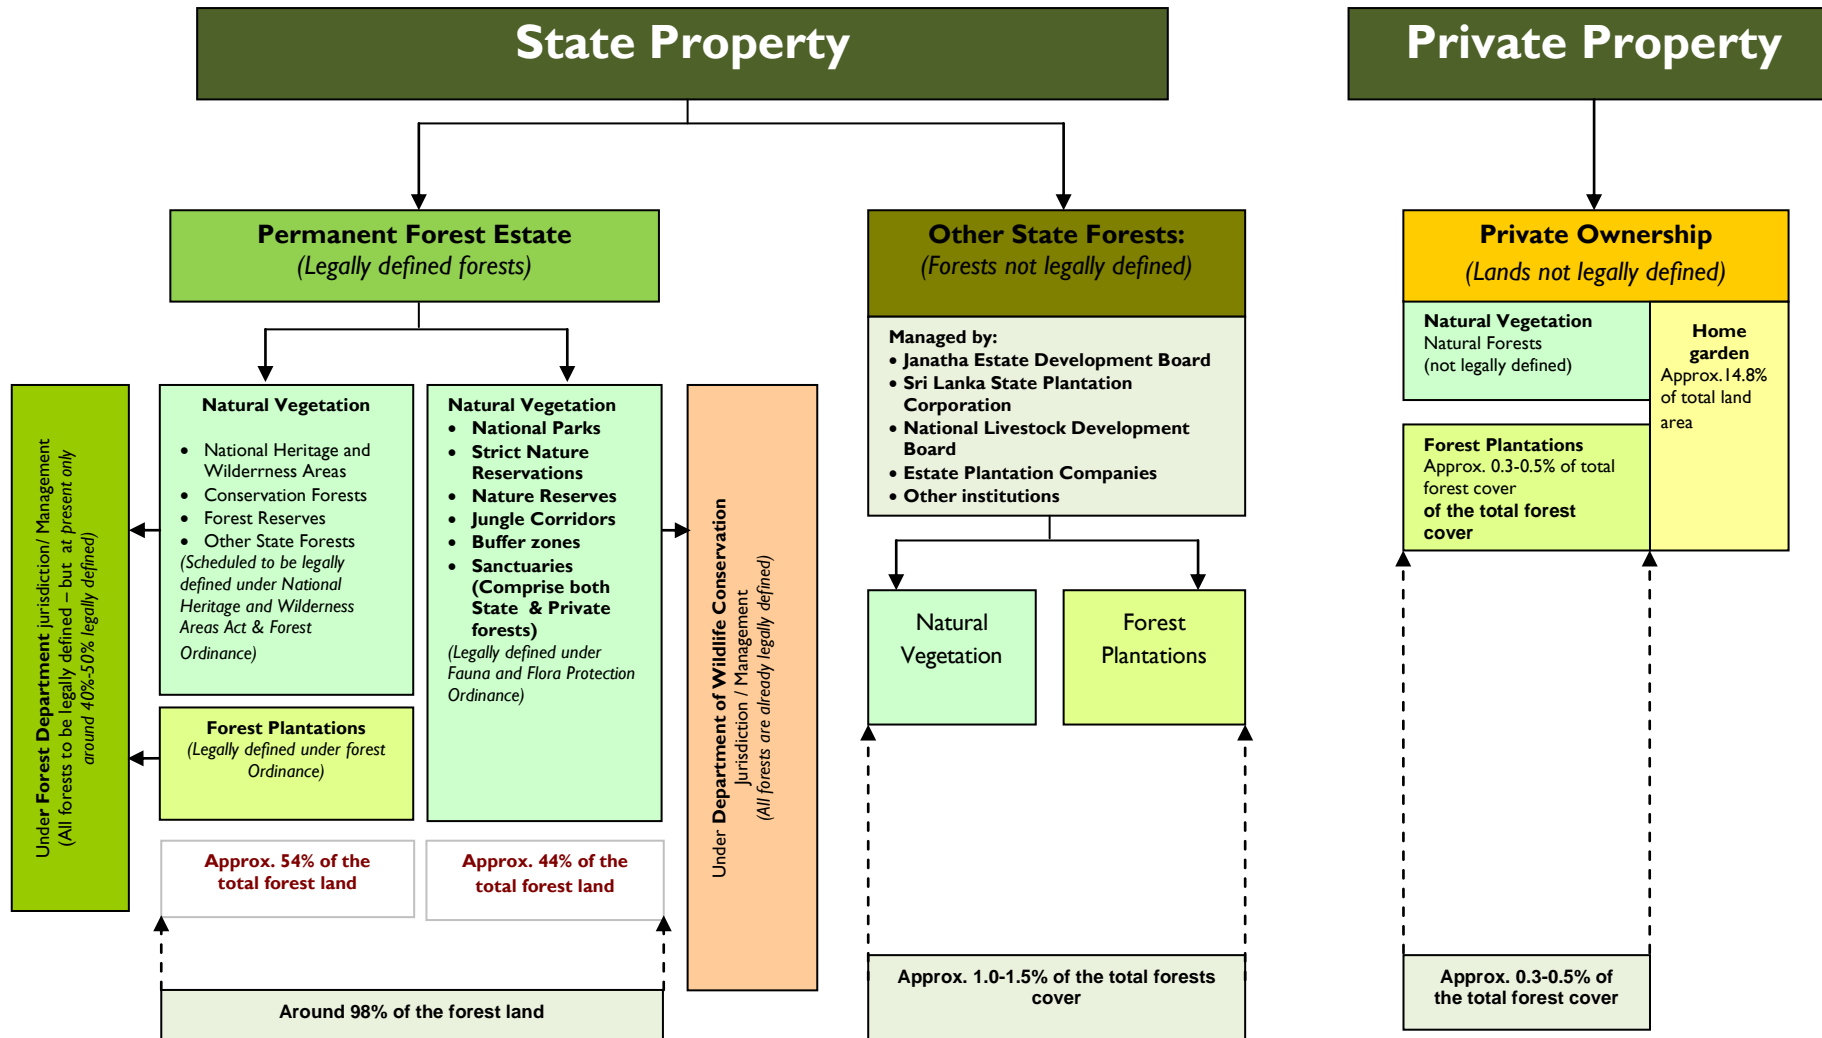 State Property
Private Property
Permanent Forest Estate
(Legally defined forests)
Other State Forests:
(Forests not legally defined)
Private Ownership
(Lands not legally defined)
Under Forest Department jurisdiction/ Management
(All forests to be legally defined – but at present only
around 40%-50% legally defined)
Natural Vegetation
• National Heritage and
Wilderrness Areas
• Conservation Forests
• Forest Reserves
• Other State Forests
(Scheduled to be legally
defined under National
Heritage and Wilderness
Areas Act & Forest
Ordinance)
Forest Plantations
(Legally defined under forest
Ordinance)
Natural Vegetation
• National Parks
• Strict Nature
Reservations
• Nature Reserves
• Jungle Corridors
• Buffer zones
• Sanctuaries
(Comprise both
State & Private
forests)
(Legally defined under
Fauna and Flora Protection
Ordinance)
Under Department of Wildlife Conservation
Jurisdiction / Management
(All forests are already legally defined)
Managed by:
• Janatha Estate Development Board
• Sri Lanka State Plantation
Corporation
• National Livestock Development
Board
• Estate Plantation Companies
• Other institutions
Natural
Vegetation
Forest
Plantations
Natural Vegetation
Natural Forests
(not legally defined)
Forest Plantations
Approx. 0.3-0.5% of total
forest cover
of the total forest
cover
Home
garden
Approx.14.8%
of total land
area
Approx. 54% of the
total forest land
Approx. 44% of the
total forest land
Around 98% of the forest land
Approx. 1.0-1.5% of the total forests
cover
Approx. 0.3-0.5% of
the total forest cover